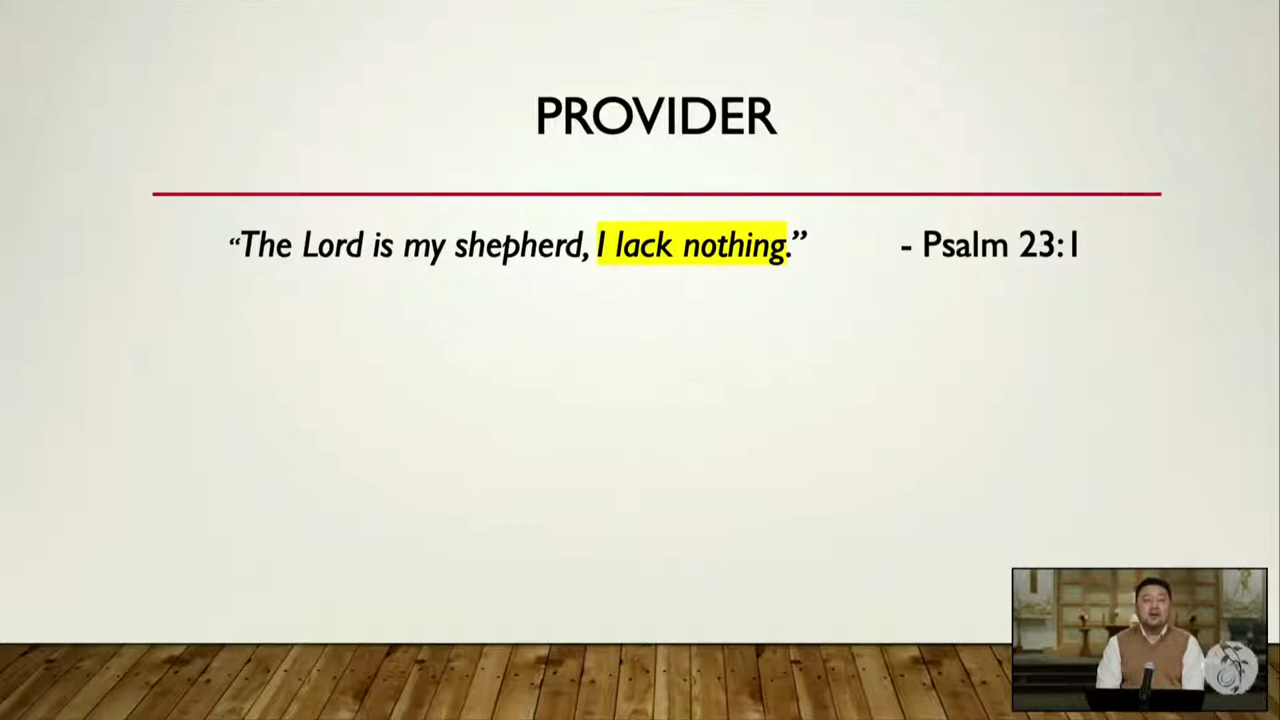 PROVIDER
“The Lord is my shepherd, I lack nothing.” - Psalm 23:1